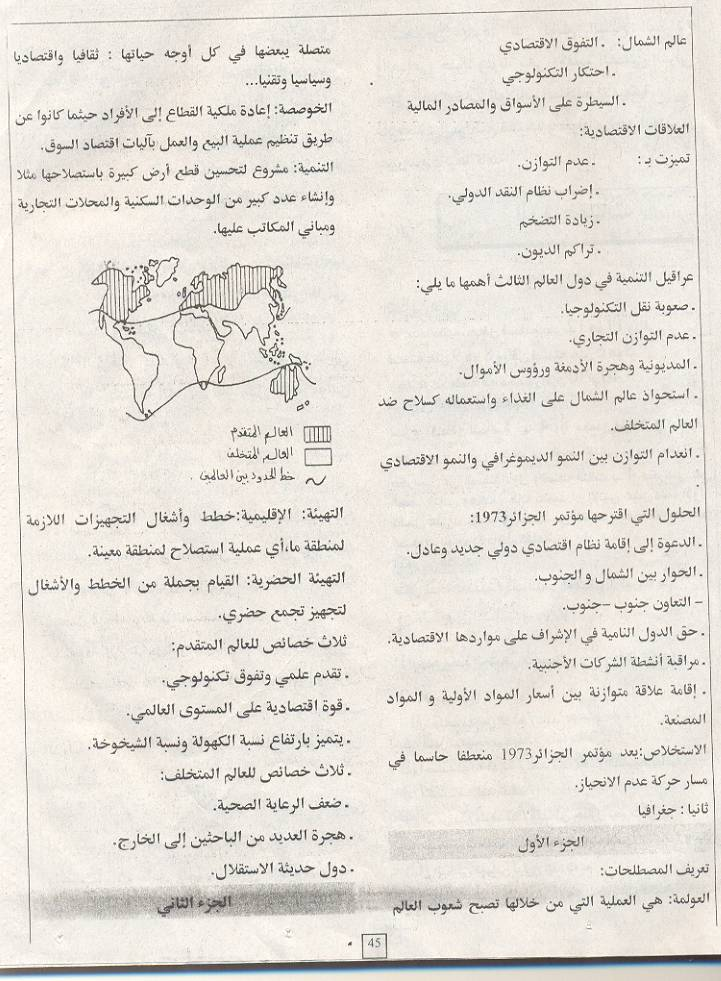 عالم الشمال: . التفوق الاقتصادي
. احتكار التكنولوجي
. السيطرة على الأسواق والمصادر المالية
العلاقات الاقتصادية:
تميزت بـ : . عدم التوازن.
. إضراب نظام النقد الدولي.
. زيادة التضخم
. تراكم الديون.
عراقيل التنمية في دول العالم الثالث أهمها ما يلي:
. صعوبة نقل التكنولوجيا.
. عدم التوازن التجاري.
. المديونية وهجرة الأدمغة ورؤوس الأموال.
. استحواذ عالم الشمال على الغذاء واستعماله كسلاح ضد
العالم المتخلف.
. انعدام التوازن بين النمو الديموغرافي والنمو الاقتصادي
.
الحلول التي اقترحها مؤتمر الجزائر1973:
. الدعوة إلى إقامة نظام اقتصادي دولي جديد وعادل.
. الحوار بين الشمال و الجنوب.
– التعاون جنوب –جنوب.
. حق الدول النامية في الإشراف على مواردها الاقتصادية.
. مراقبة أنشطة الشركات الأجنبية.
. إقامة علاقة متوازنة بين أسعار المواد الأولية و المواد
المصنعة.
الاستخلاص:يعد مؤتمر الجزائر1973 منعطفا حاسما في
مسار حركة عدم الانحياز.
ثانيا : جغرافيا
الجزء الأول
تعريف المصطلحات:
العولمة: هي العملية التي من خلالها تصبح شعوب العالم
متصلة يبعضها في كل أوجه حياتها : ثقافيا واقتصاديا
وسياسيا وتقنيا...
الخوصصة: إعادة ملكية القطاع إلى الأفراد حيثما كانوا عن
طريق تنظيم عملية البيع والعمل بآليات اقتصاد السوق.
التنمية: مشروع لتحسين قطع أرض كبيرة باستصلاحها مثلا
وإنشاء عدد كبير من الوحدات السكنية والمحلات التجارية
ومباني المكاتب عليها.
العالم المتقدم
العالم المتخلف
خط الحدود بين العالمين .
التهيئة: الإقليمية:خطط وأشغال التجهيزات اللازمة
لمنطقة ما،أي عملية استصلاح لمنطقة معينة.
التهيئة الحضرية: القيام بجملة من الخطط والأشغال
لتجهيز تجمع حضري.
ثلاث خصائص للعالم المتقدم:
. تقدم علمي وتفوق تكنولوجي.
. قوة اقتصادية على المستوى العالمي.
. يتميز بارتفاع نسبة الكهولة ونسبة الشيخوخة.
. ثلاث خصائص للعالم المتخلف:
. ضعف الرعاية الصحية.
. هجرة العديد من الباحثين إلى الخارج.
. دول حديثة الاستقلال.
الجزء الثاني
45